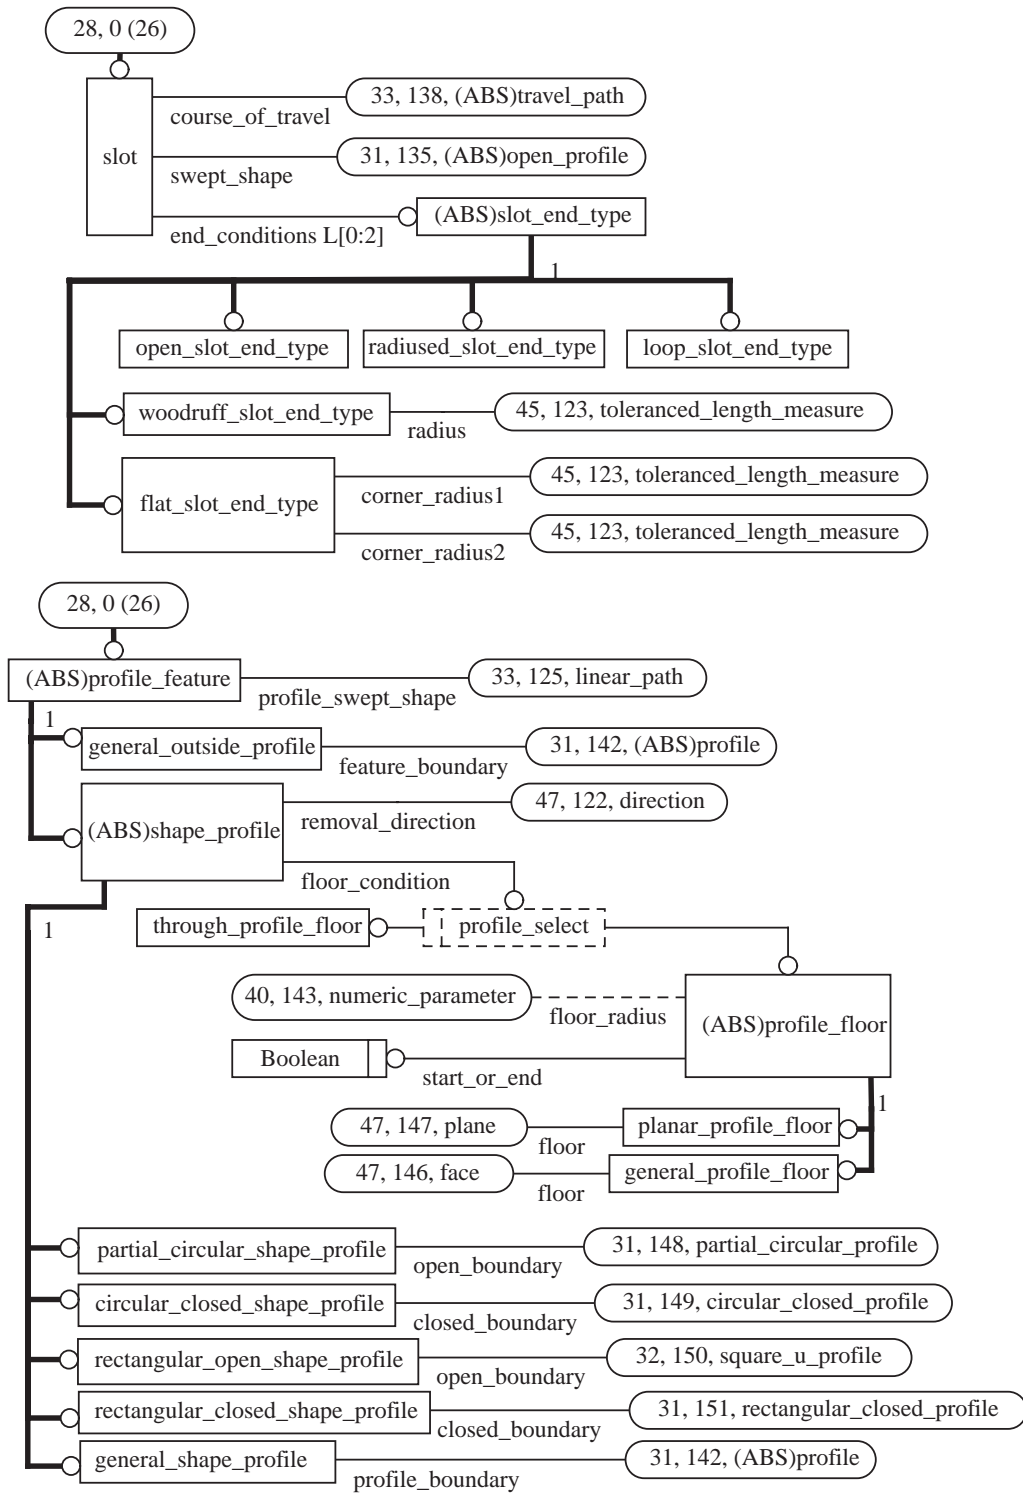 28, 0 (26)
33, 138, (ABS)travel_path
course_of_travel
slot
31, 135, (ABS)open_profile
swept_shape
(ABS)slot_end_type
end_conditions L[0:2]
1
open_slot_end_type
radiused_slot_end_type
loop_slot_end_type
woodruff_slot_end_type
45, 123, toleranced_length_measure
radius
45, 123, toleranced_length_measure
corner_radius1
flat_slot_end_type
45, 123, toleranced_length_measure
corner_radius2
28, 0 (26)
(ABS)profile_feature
33, 125, linear_path
profile_swept_shape
1
general_outside_profile
31, 142, (ABS)profile
feature_boundary
47, 122, direction
removal_direction
(ABS)shape_profile
floor_condition
1
through_profile_floor
profile_select
40, 143, numeric_parameter
floor_radius
(ABS)profile_floor
Boolean
start_or_end
1
47, 147, plane
floor
planar_profile_floor
47, 146, face
floor
general_profile_floor
partial_circular_shape_profile
31, 148, partial_circular_profile
open_boundary
circular_closed_shape_profile
31, 149, circular_closed_profile
closed_boundary
rectangular_open_shape_profile
32, 150, square_u_profile
open_boundary
rectangular_closed_shape_profile
31, 151, rectangular_closed_profile
closed_boundary
general_shape_profile
31, 142, (ABS)profile
profile_boundary